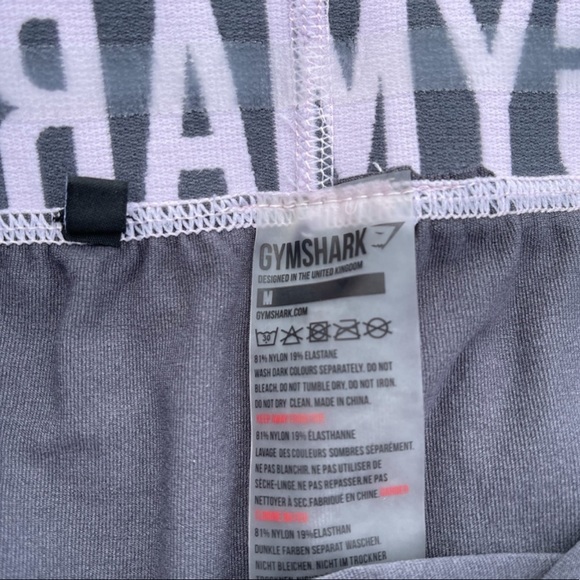 GYMSHARK
DESIGNED IN THE UNITED KINGDOM
M
GYMSHARK.COM
30
81% NYLON 19% ELASTANE
WASH DARK COLOURS SEPARATELY. DO NOT
BLEACH. DO NOT TUMBLE DRY. DO NOT IRON.
DO NOT DRY CLEAN. MADE IN CHINA.
81% NYLON 19% ÉLASTHANNE
LAVAGE DES COULEURS SOMBRES SÉPARÉMENT.
NE PAS BLANCHIR. NE PAS UTILISER DE
SÈCHE-LINGE NE PAS REPASSER.NE PAS
NETTOYER À SEC.FABRIQUÉ EN CHINE.
81% NYLON 19%ELASTHAN
DUNKLE FARBEN SEPARAT WASCHEN.
NICHT BLEICHEN. NICHT IM TROCKNER